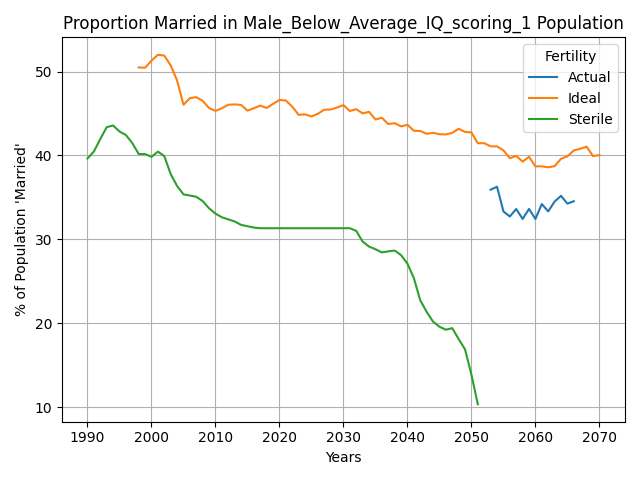 Proportion Married in Male_Below_Average_IQ_scoring_1 Population
Fertility
Actual
Ideal
Sterile
% of Population 'Married'
50
40
30
20
10
1990 2000 2010 2020 2030 2040 2050 2060 2070
Years